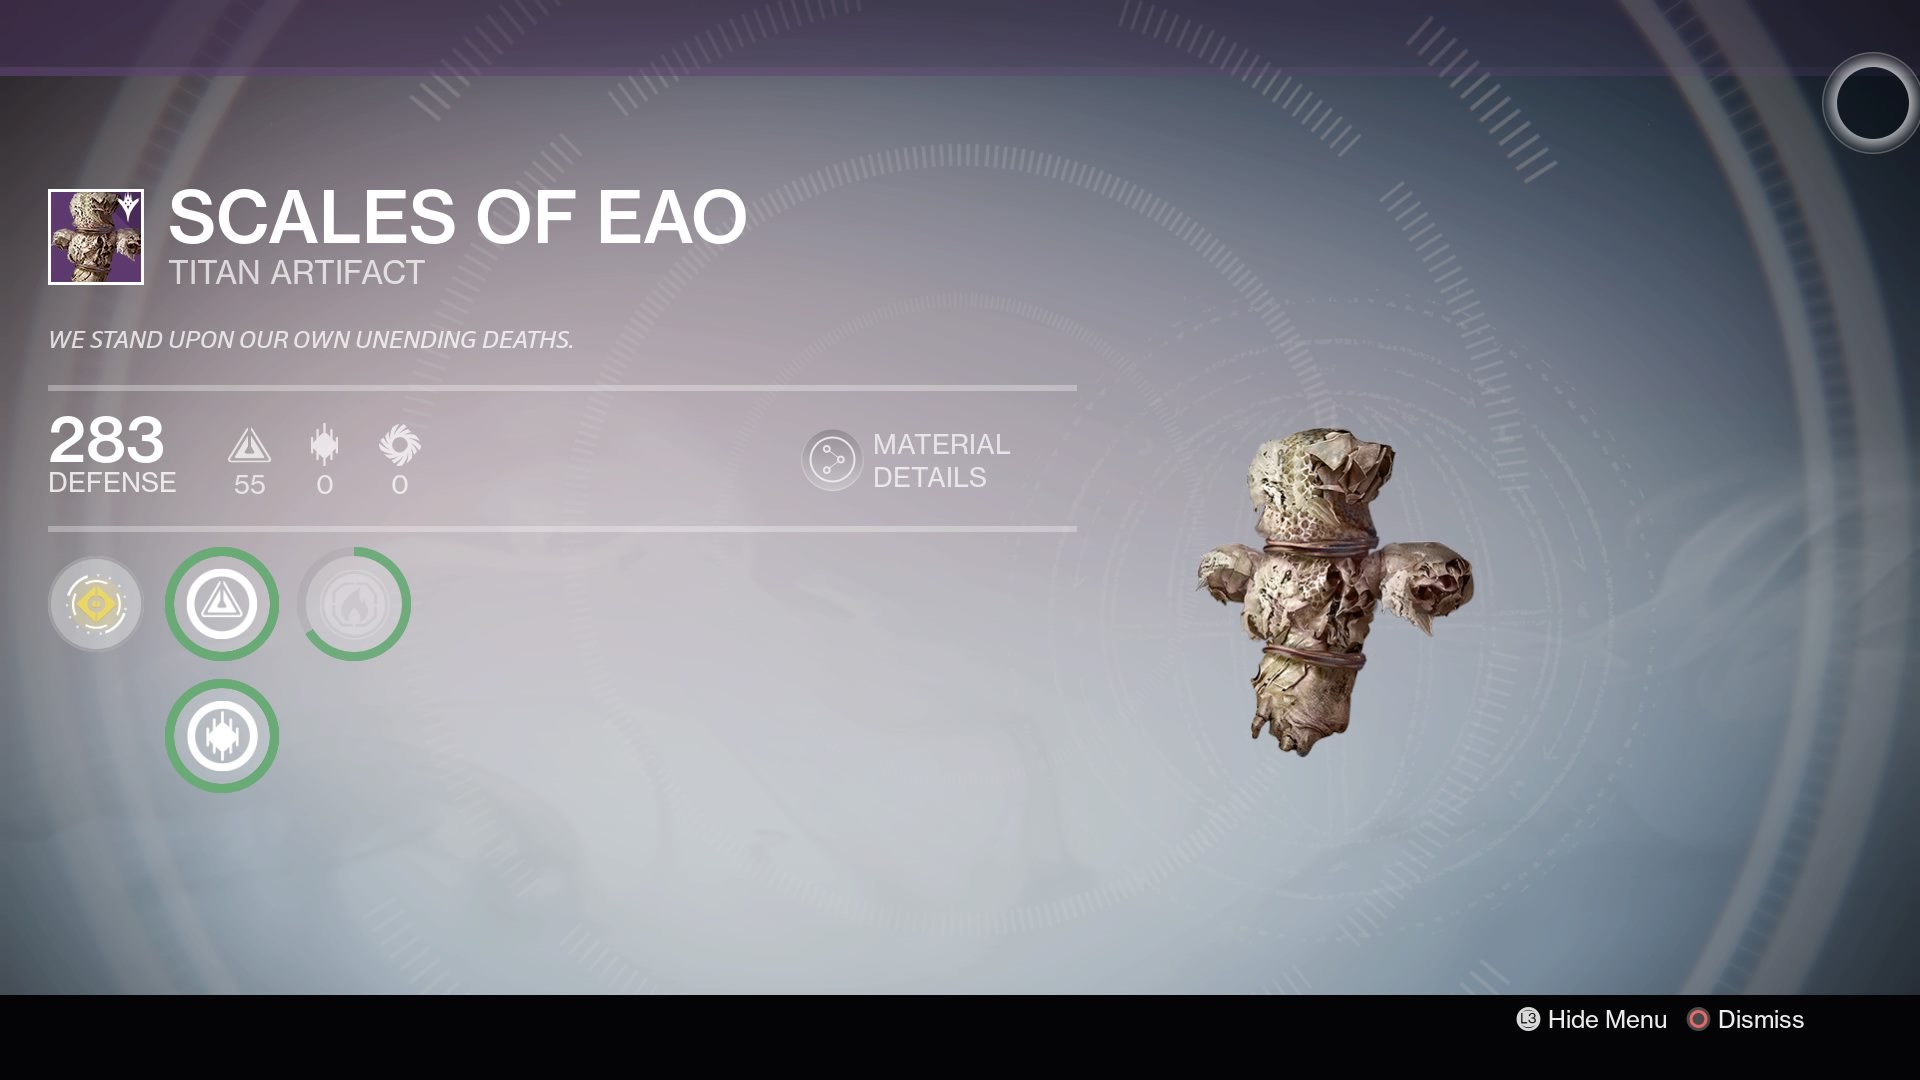 SCALES OF EAO
TITAN ARTIFACT
WE STAND UPON OUR OWN UNENDING DEATHS.
283
DEFENSE
55
0
0
MATERIAL
DETAILS
L3 Hide Menu Dismiss